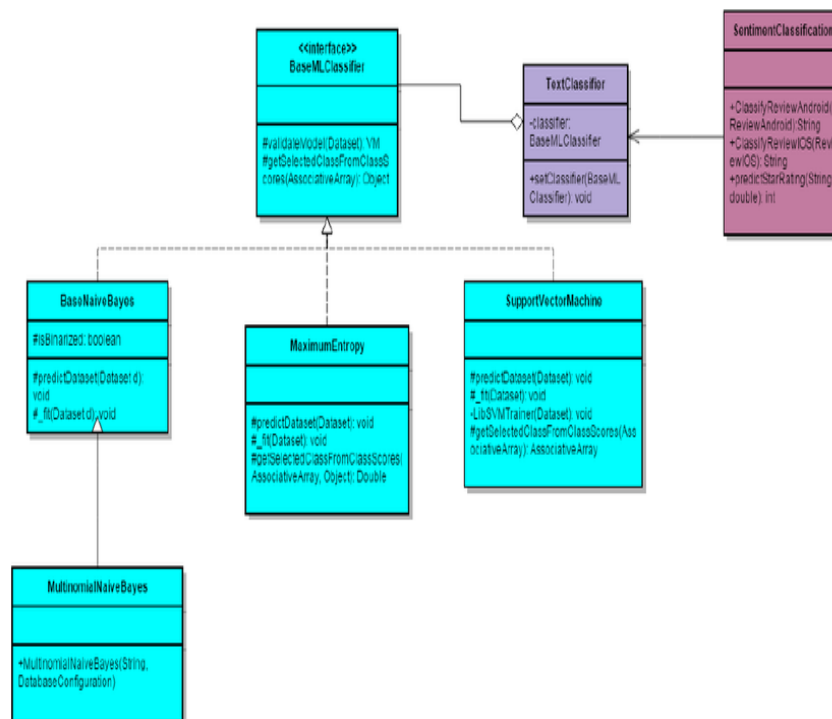 <<interface>>
BaseMLClassifier
#validateModel(Dataset): VM
#getSelectedClassFromClassS
cores(AssociativeArray): Object
TextClassifier
-classifer:
BaseMLClassifier
+setClassifier(BaseML
Classifier): void
SentimentClassification
+ClassifyReviewAndroid(
ReviewAndroid):String
+ClassifyReviewIOS(Revi
ewIOS): String
+predictStarRating(String
double): int
BaseNaiveBayes
#isBinarized: boolean
#predictDataset(Dataset d):
void
#_fit(Dataset d): void
MaximumEntropy
#predictDataset(Dataset): void
#_fit(Dataset): void
#getSelectedClassFromClassScores(
AssociativeArray, Object): Double
SupportVectorMachine
#predictDataset(Dataset): void
#_fit(Dataset): void
-LibSVMTrainer(Dataset): void
#getSelectedClassFromClassScores(Ass
ociativeArray): AssociativeArray
MultinomialNaiveBayes
+MultinomialNaiveBayes(String,
DatabaseConfiguration)